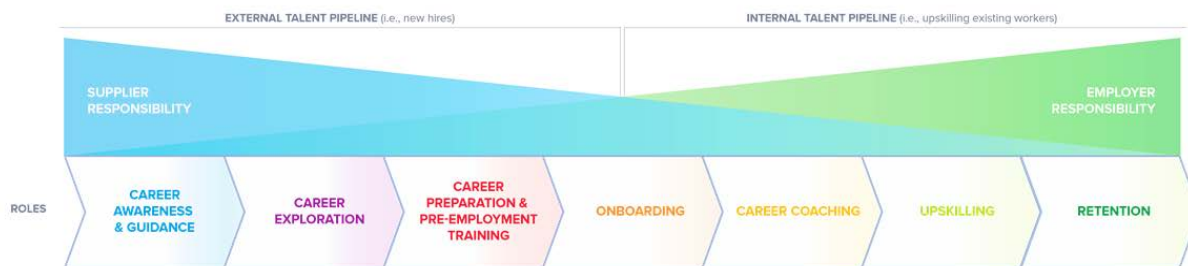 EXTERNAL TALENT PIPELINE (i.e., new hires)
INTERNAL TALENT PIPELINE (i.e., upskilling existing workers)
SUPPLIER
RESPONSIBILITY
EMPLOYER
RESPONSIBILITY
ROLES
CAREER
AWARENESS
& GUIDANCE
CAREER
EXPLORATION
CAREER
PREPARATION &
PRE-EMPLOYMENT
TRAINING
ONBOARDING
CAREER COACHING
UPSKILLING
RETENTION